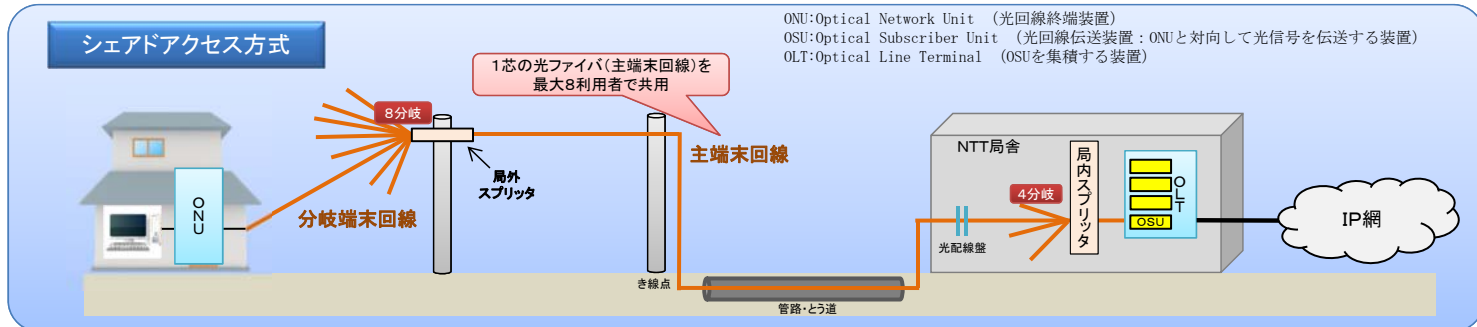 ONU:Optical Network Unit （光回線終端装置）
OSU:Optical Subscriber Unit （光回線伝送装置：ONUと対向して光信号を伝送する装置）
OLT:Optical Line Terminal （OSUを集積する装置）
シェアドアクセス方式
１芯の光ファイバ（主端末回線）を
最大８利用者で共用
8分岐
主端末回線
局外
スプリッタ
分岐端末回線
ONU
き線点
管路・とう道
NTT局舎
光配線盤
4分岐
局内スプリッタ
OLT
OSU
IP網